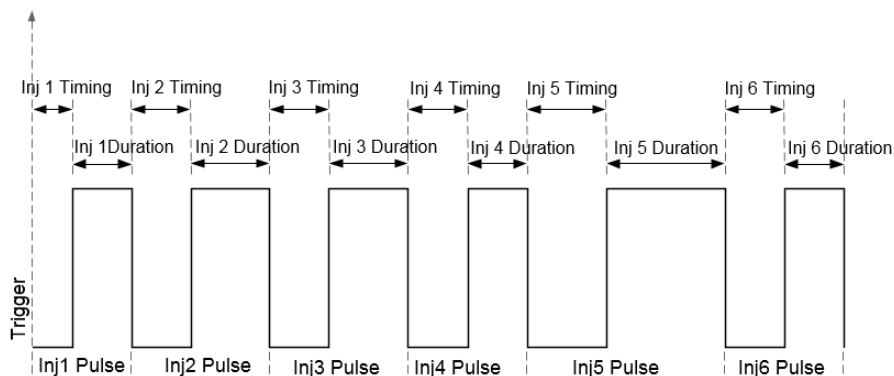 Inj 1 Timing Inj 2 Timing Inj 3 Timing Inj 4 Timing Inj 5 Timing Inj 6 Timing
Inj 1Duration Inj 2 Duration Inj 3 Duration Inj 4 Duration Inj 5 Duration Inj 6 Duration
Trigger
Inj1 Pulse Inj2 Pulse Inj3 Pulse Inj4 Pulse Inj5 Pulse Inj6 Pulse